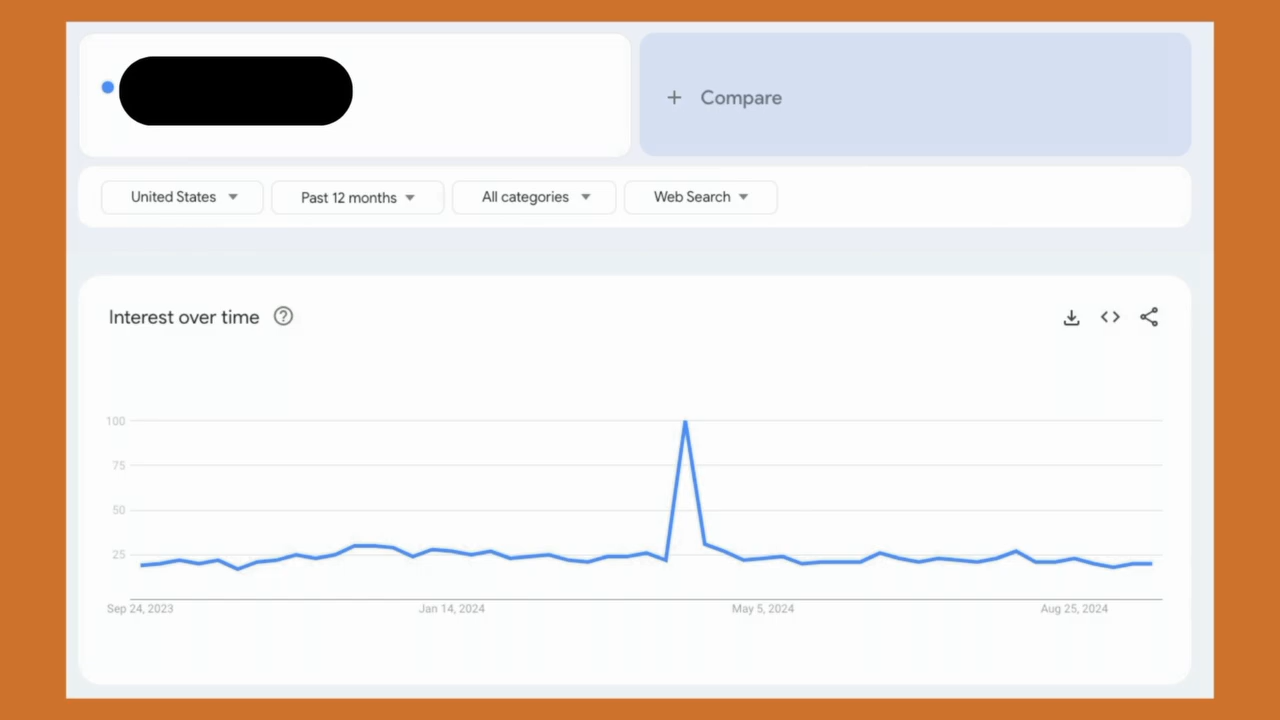 + Compare
United States
Past 12 months
All categories
Web Search
Interest over time ?
100
75
50
25
Sep 24, 2023
Jan 14, 2024
May 5, 2024
Aug 25, 2024